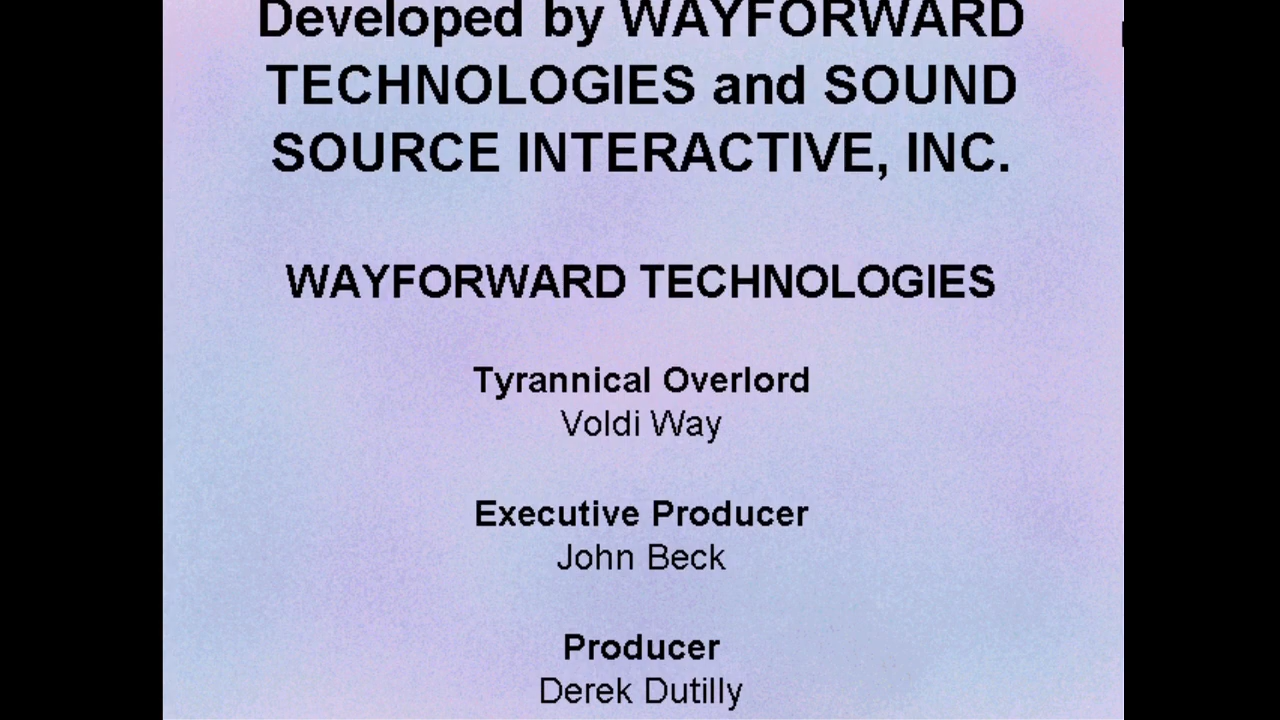 Developed by WAYFORWARD
TECHNOLOGIES and SOUND
SOURCE INTERACTIVE, INC.
WAYFORWARD TECHNOLOGIES
Tyrannical Overlord
Voldi Way
Executive Producer
John Beck
Producer
Derek Dutilly